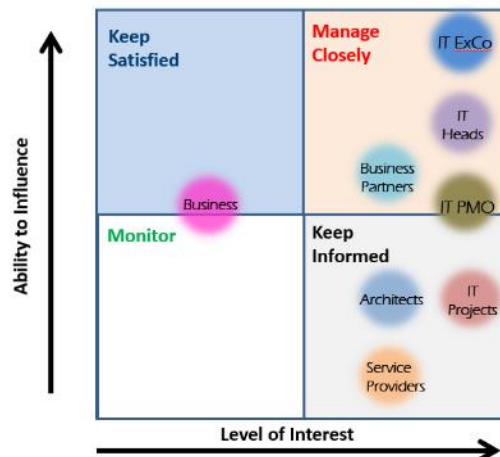 Keep
Satisfied
Manage
Closely
IT ExCo
IT
Heads
Business
Partners
Business
IT PMO
Monitor
Keep
Informed
Architects
IT
Projects
Service
Providers
Ability to Influence
Level of Interest